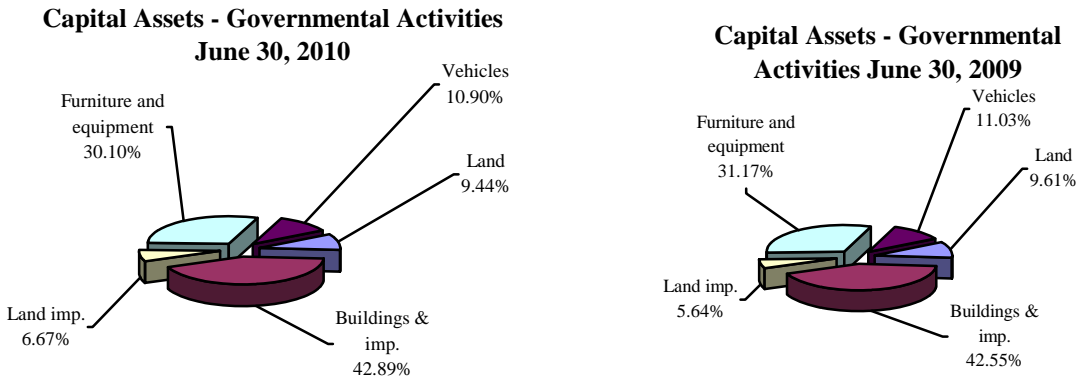 Capital Assets - Governmental Activities
June 30, 2010
Vehicles
10.90%
Furniture and
equipment
30.10%
Land
9.44%
Land imp.
6.67%
Buildings &
imp.
42.89%
Capital Assets - Governmental
Activities June 30, 2009
Vehicles
11.03%
Furniture and
equipment
31.17%
Land
9.61%
Land imp.
5.64%
Buildings &
imp.
42.55%